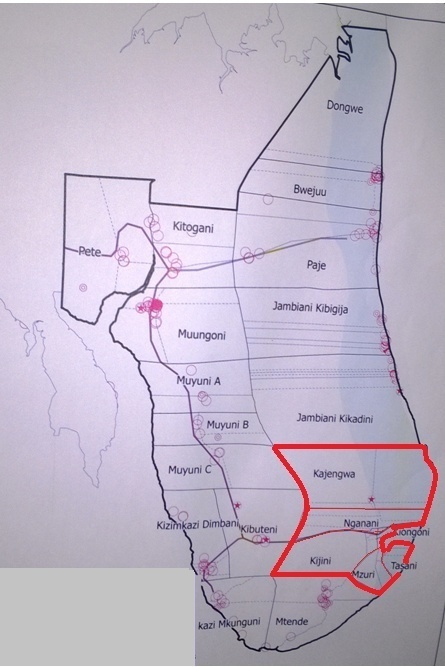 Dongwe
Bwejuu
Kitogani
Pete
Paje
Jambiani Kibigija
Muungoni
Muyuni A
Jambiani Kikadini
Muyuni B
Muyuni C
Kajengwa
Kizimkazi Dimbani
Kibuteni
Nganani
Kiongoni
Kijini
Tasani
Mzuri
kazi Mkunguni
Mtende